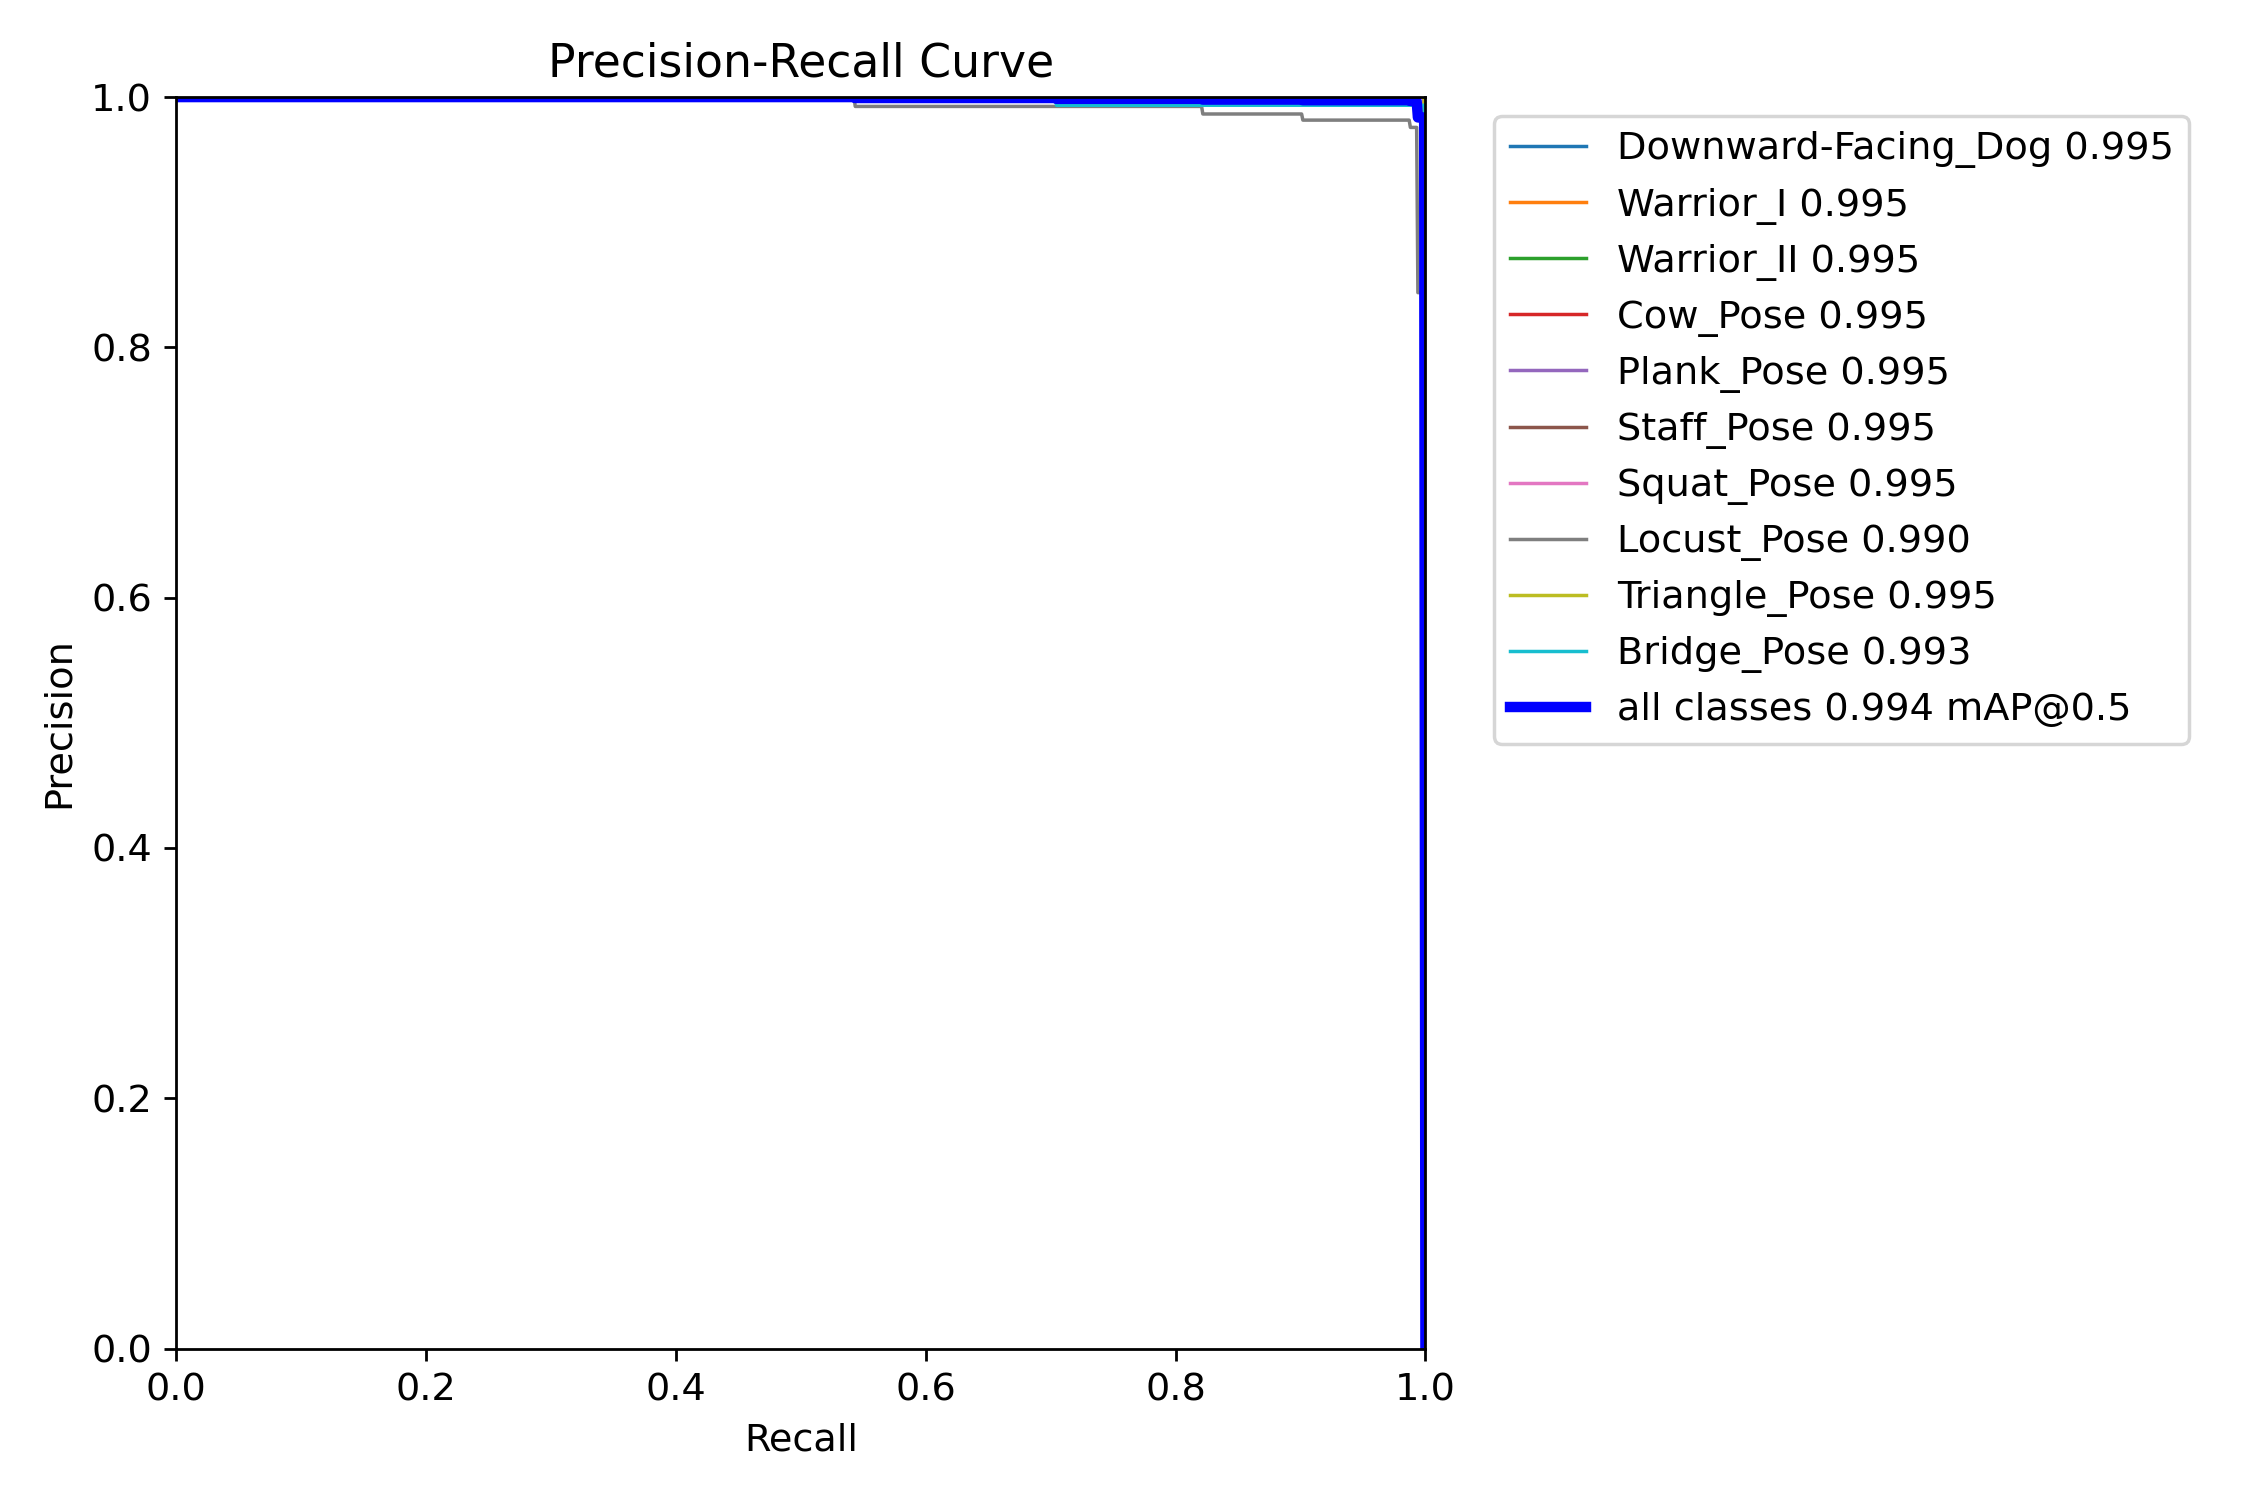 Precision-Recall Curve
1.0
0.8
0.6
0.4
0.2
0.0
Precision
0.0 0.2 0.4 0.6 0.8 1.0
Recall
Downward-Facing_Dog 0.995
Warrior_I 0.995
Warrior_II 0.995
Cow_Pose 0.995
Plank_Pose 0.995
Staff_Pose 0.995
Squat_Pose 0.995
Locust_Pose 0.990
Triangle_Pose 0.995
Bridge_Pose 0.993
all classes 0.994 mAP@0.5